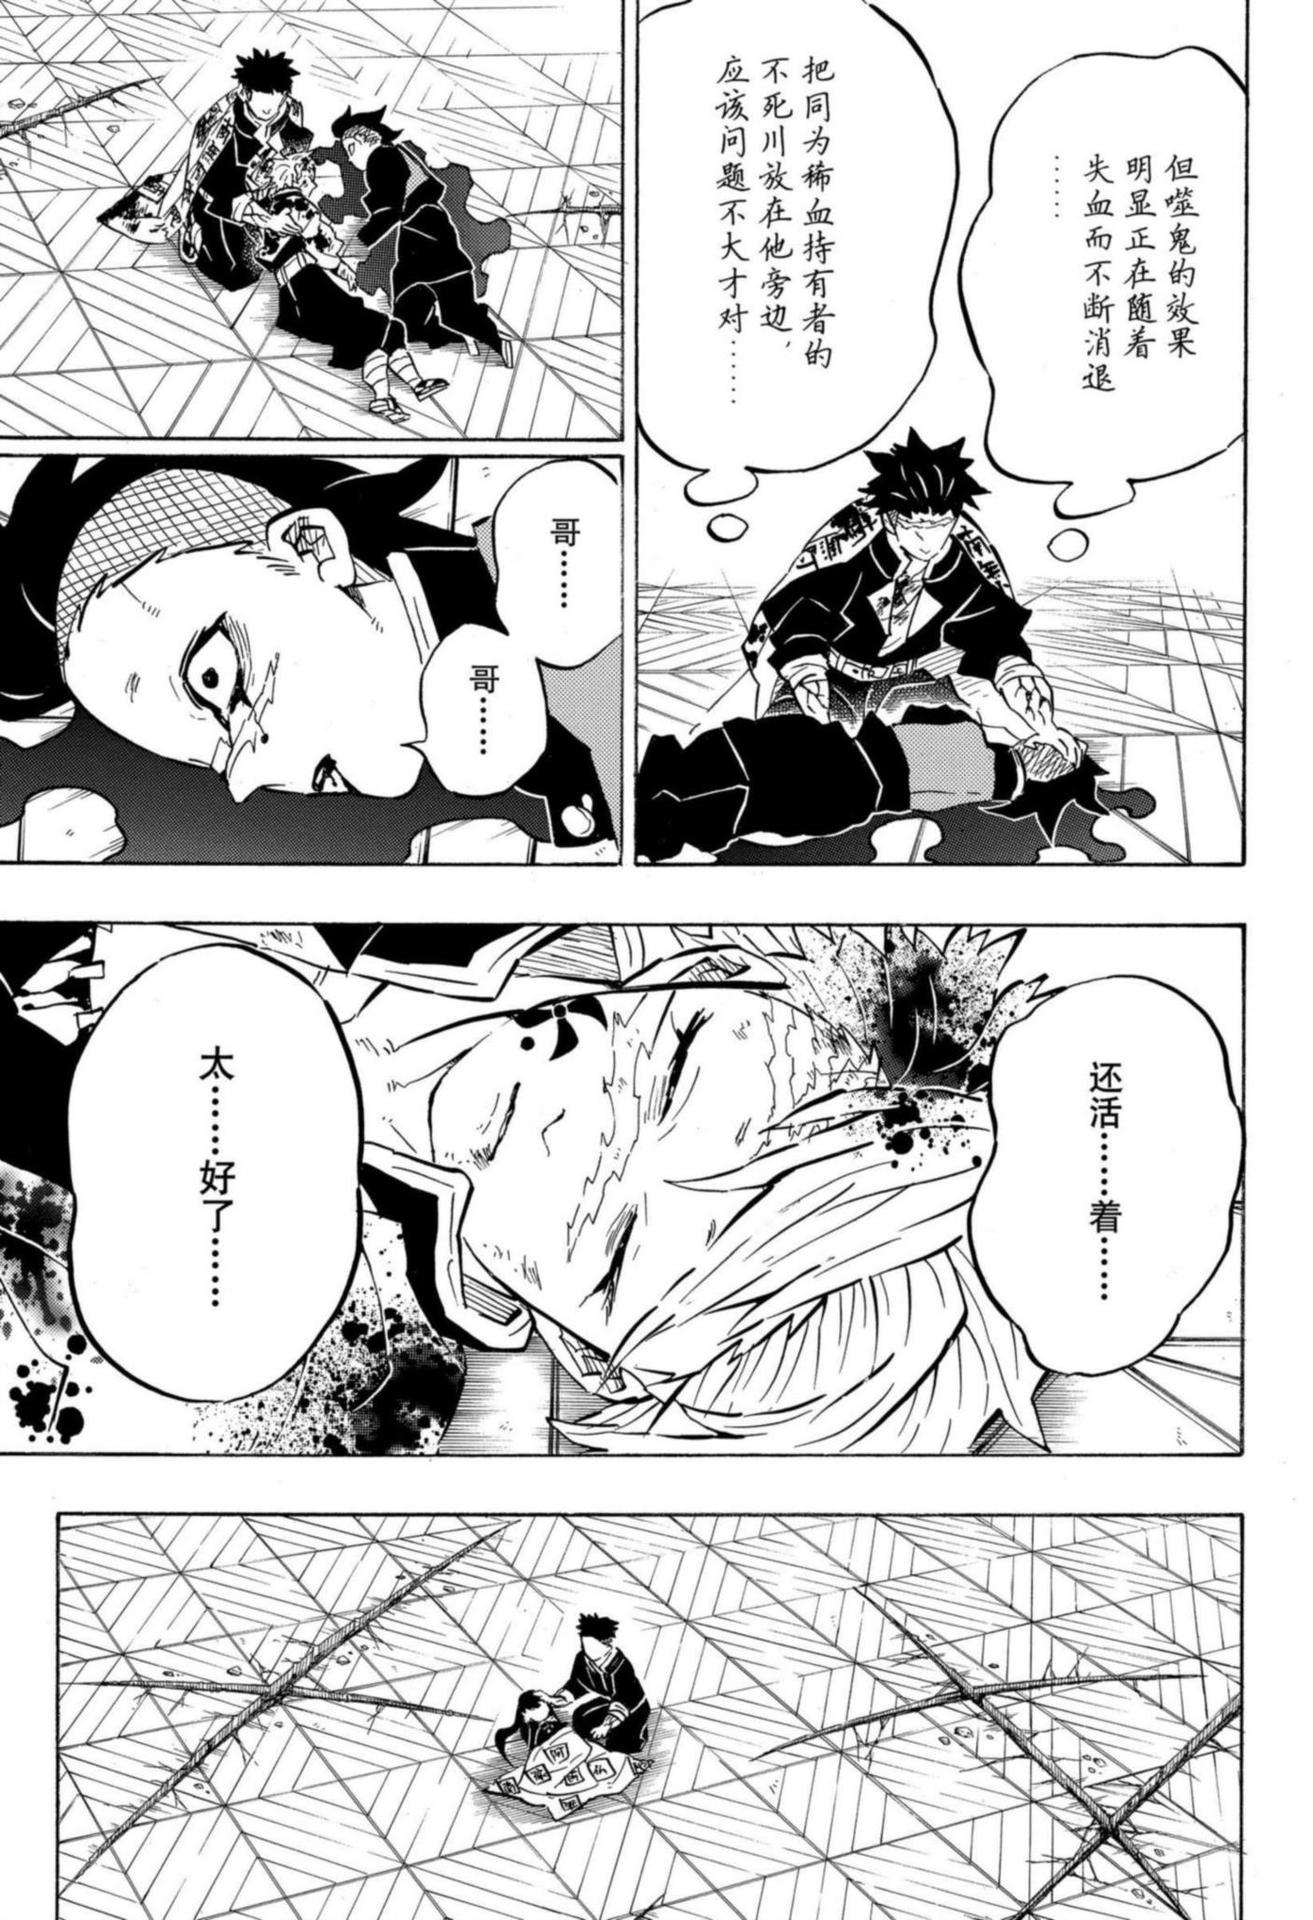 但噬鬼的效果
明显正在随着
失血而不断消退
……
把同为稀血持有者的
不死川放在他旁边，
应该问题不大才对……
哥……
哥……
还活……着……
太……好了……